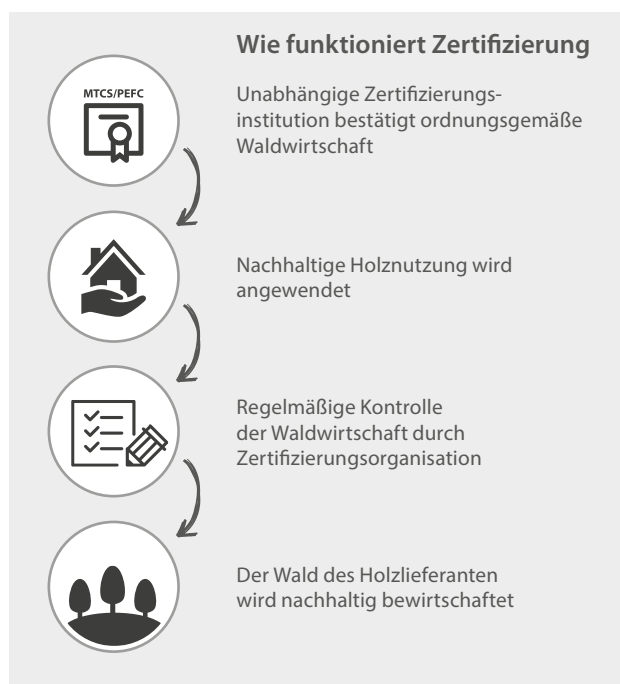 Wie funktioniert Zertifizierung
MTCS/PEFC
Unabhängige Zertifizierungs-
institution bestätigt ordnungsgemäße
Waldwirtschaft
Nachhaltige Holznutzung wird
angewendet
Regelmäßige Kontrolle
der Waldwirtschaft durch
Zertifizierungsorganisation
Der Wald des Holzlieferanten
wird nachhaltig bewirtschaftet